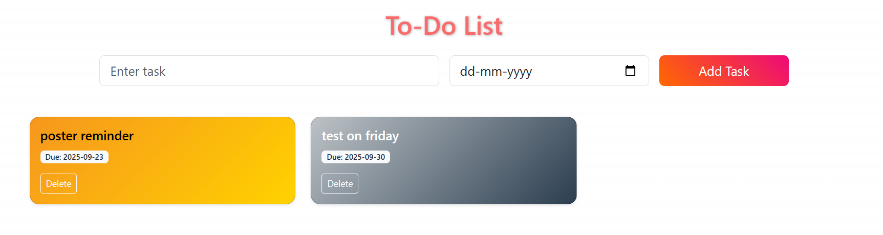 To-Do List
Enter task
dd-mm-yyyy
Add Task
poster reminder
Due: 2025-09-23
Delete
test on friday
Due: 2025-09-30
Delete